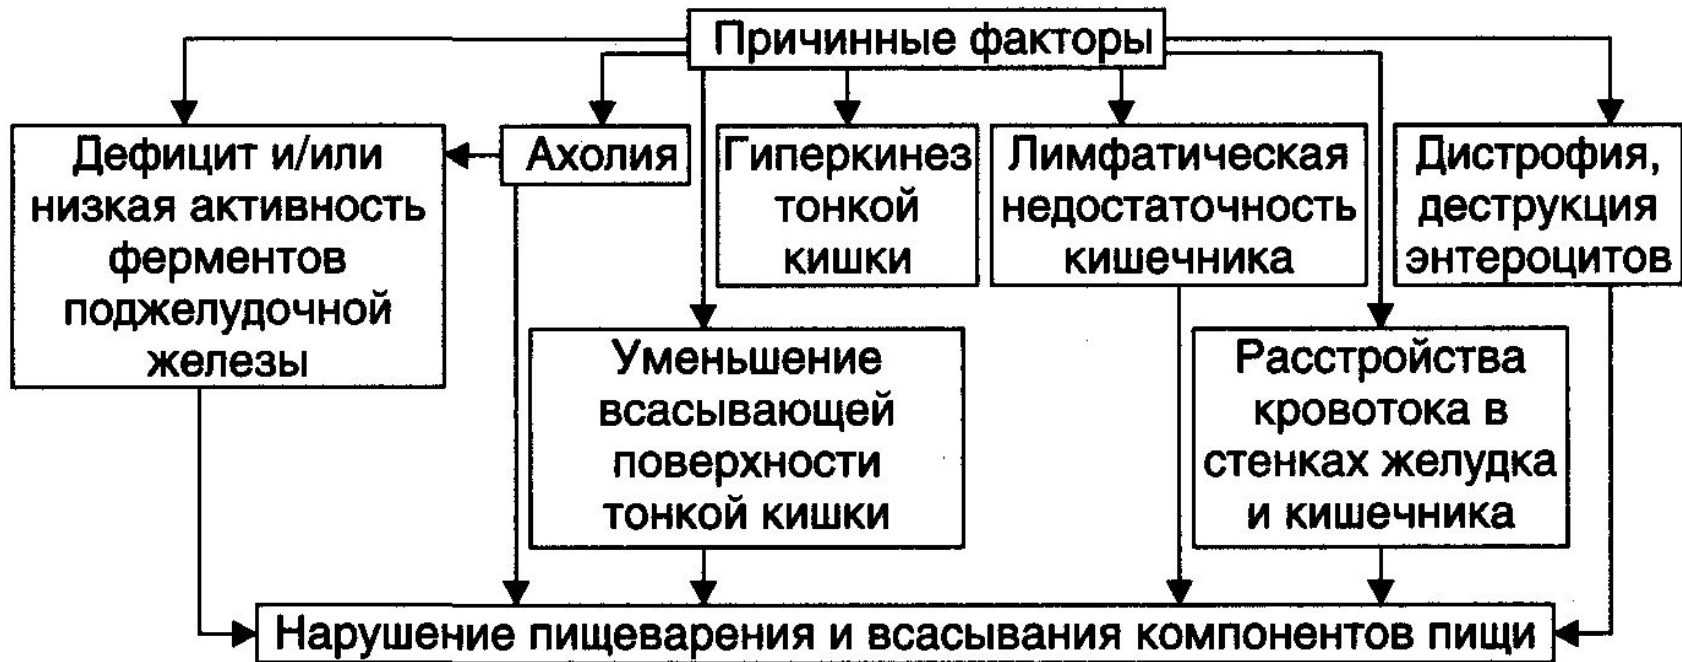 Причинные факторы
Дефицит и/или
низкая активность
ферментов
поджелудочной
железы
Ахолия
Гиперкинез
тонкой
кишки
Лимфатическая
недостаточность
кишечника
Дистрофия,
деструкция
энтероцитов
Уменьшение
всасывающей
поверхности
тонкой кишки
Расстройства
кровотока в
стенках желудка
и кишечника
Нарушение пищеварения и всасывания компонентов пищи